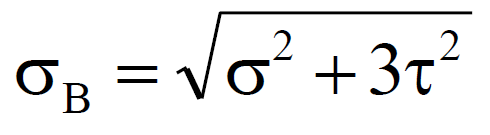 σ_B = √(σ² + 3τ²)